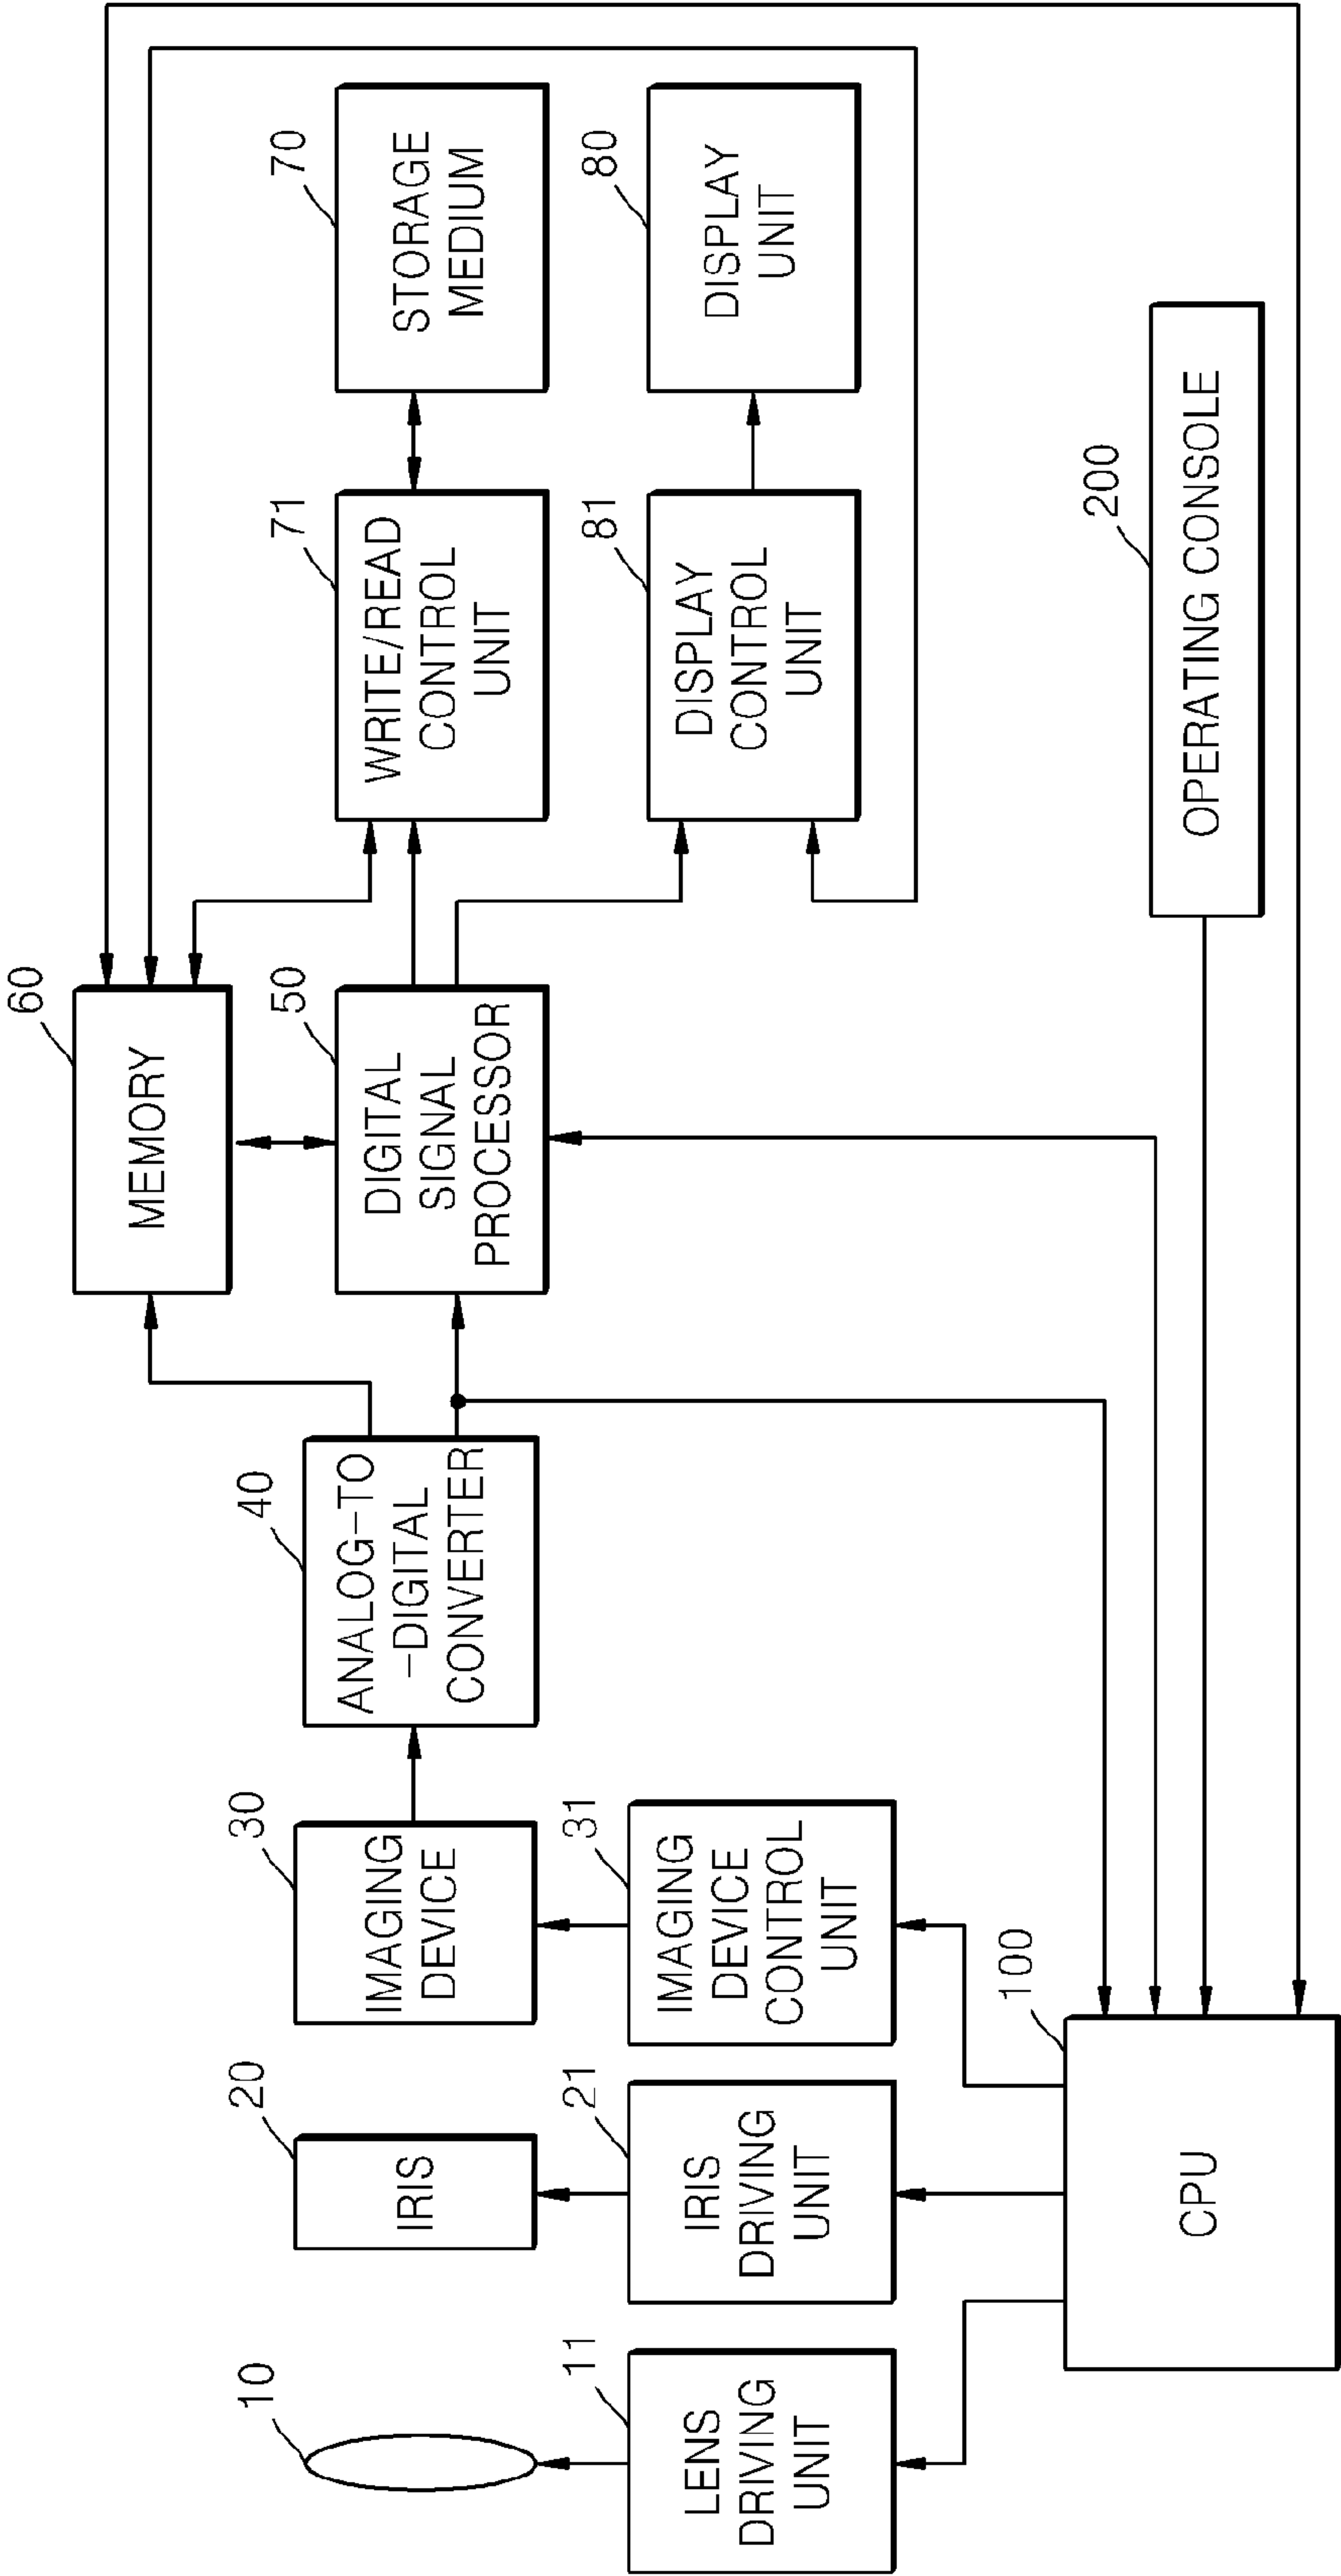 60
MEMORY
10
20
IRIS
30
IMAGING
DEVICE
40
ANALOG-TO
-DIGITAL
CONVERTER
50
DIGITAL
SIGNAL
PROCESSOR
71
WRITE/READ
CONTROL
UNIT
70
STORAGE
MEDIUM
11
LENS
DRIVING
UNIT
21
IRIS
DRIVING
UNIT
31
IMAGING
DEVICE
CONTROL
UNIT
81
DISPLAY
CONTROL
UNIT
80
DISPLAY
UNIT
100
CPU
200
OPERATING CONSOLE